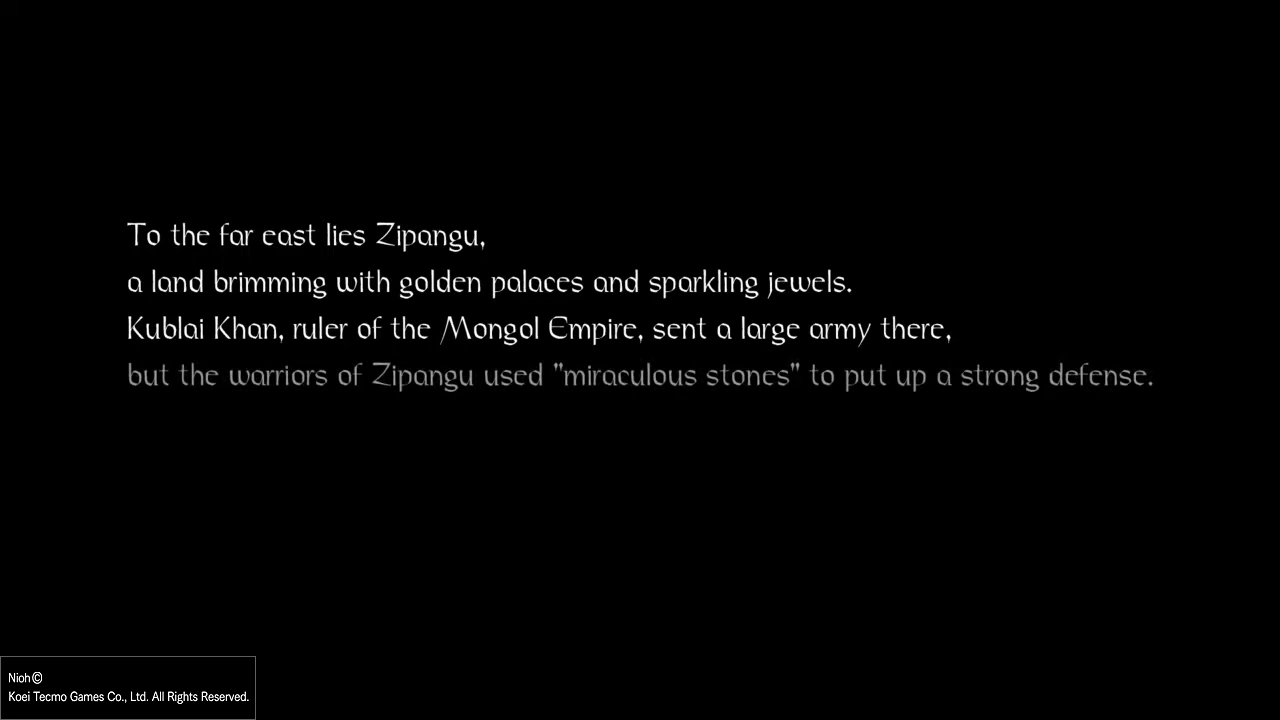 To the far east lies Zipangu,
a land brimming with golden palaces and sparkling jewels.
Kublai Khan, ruler of the Mongol Empire, sent a large army there,
but the warriors of Zipangu used "miraculous stones" to put up a strong defense.
Nioh©
Koei Tecmo Games Co., Ltd. All Rights Reserved.